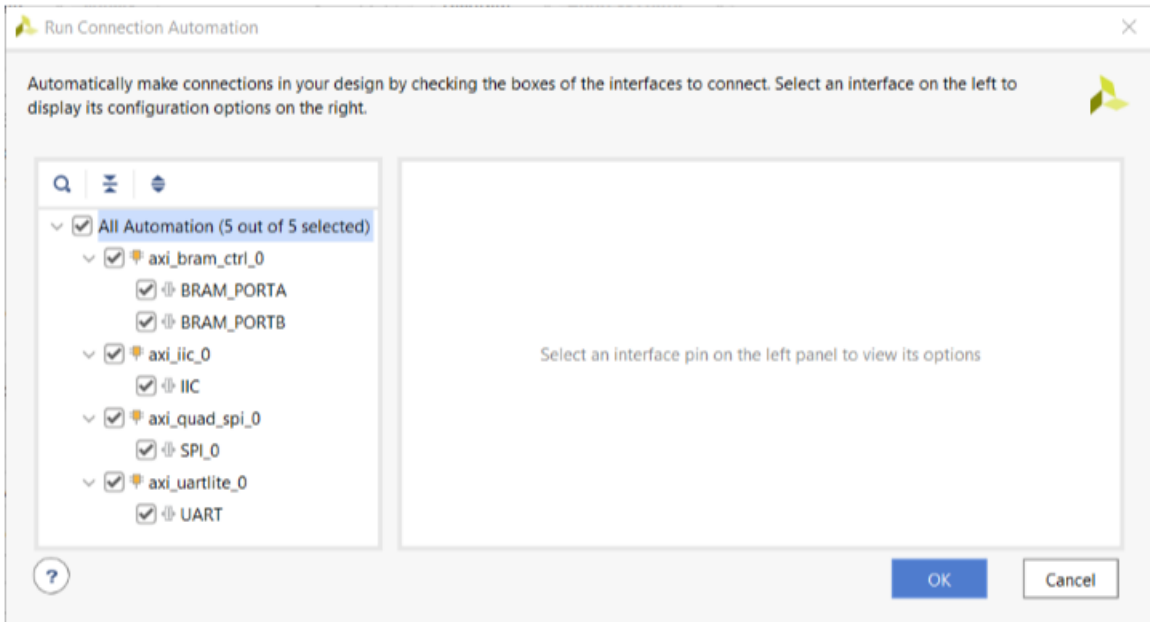 Run Connection Automation
Automatically make connections in your design by checking the boxes of the interfaces to connect. Select an interface on the left to
display its configuration options on the right.
All Automation (5 out of 5 selected)
axi_bram_ctrl_0
BRAM_PORTA
BRAM_PORTB
axi_iic_0
IIC
axi_quad_spi_0
SPI_0
axi_uartlite_0
UART
Select an interface pin on the left panel to view its options
?
OK
Cancel